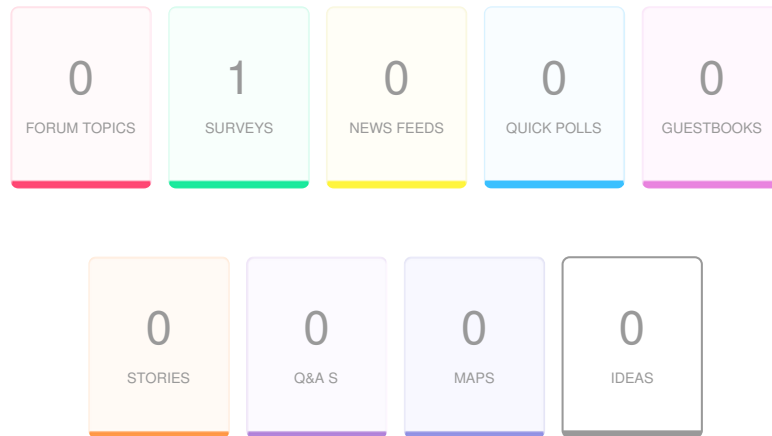 0 1 0 0 0
FORUM TOPICS SURVEYS NEWS FEEDS QUICK POLLS GUESTBOOKS
0 0 0 0
STORIES Q&A S MAPS IDEAS